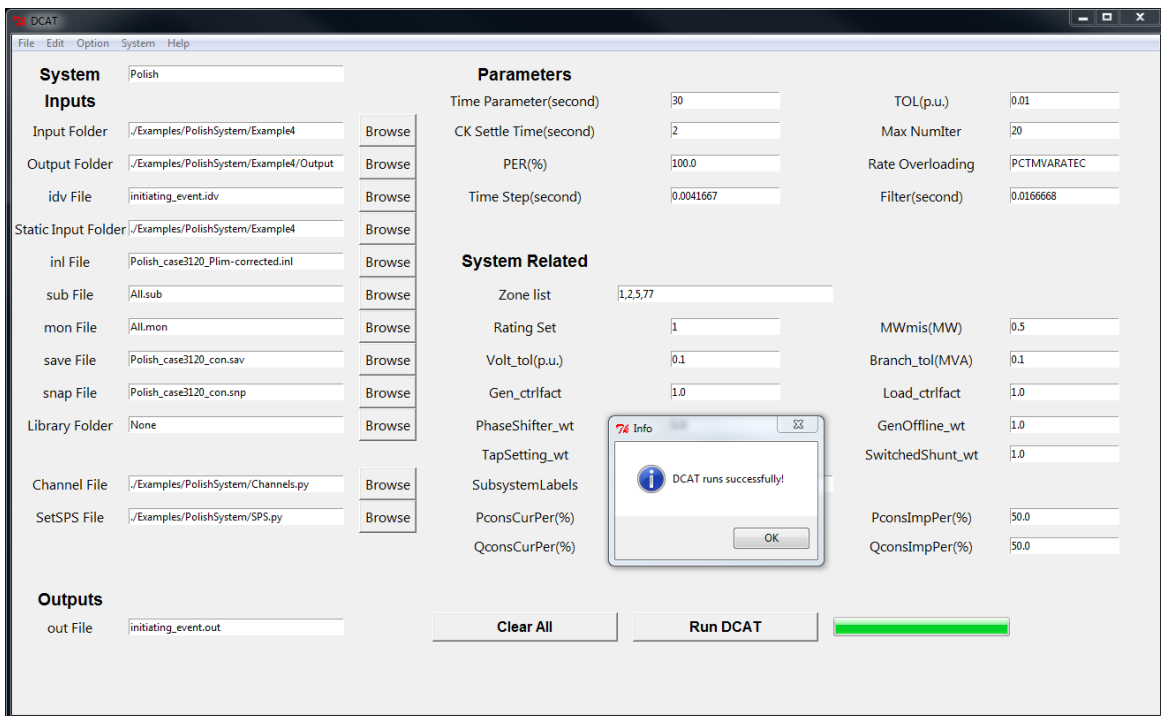 DCAT
File Edit Option System Help
System Polish Parameters
Inputs Time Parameter(second) 30 TOL(p.u.) 0.01
Input Folder ./Examples/PolishSystem/Example4 Browse CK Settle Time(second) 2 Max NumIter 20
Output Folder ./Examples/PolishSystem/Example4/Output Browse PER(%) 100.0 Rate Overloading PCTMVARATEC
idv File initiating_event.idv Browse Time Step(second) 0.0041667 Filter(second) 0.0166668
Static Input Folder ./Examples/PolishSystem/Example4 Browse
inl File Polish_case3120_Plim-corrected.inl Browse System Related
sub File All.sub Browse Zone list 1,2,5,77
mon File All.mon Browse Rating Set 1 MWmis(MW) 0.5
save File Polish_case3120_con.sav Browse Volt_tol(p.u.) 0.1 Branch_tol(MVA) 0.1
snap File Polish_case3120_con.snp Browse Gen_ctrlfact 1.0 Load_ctrlfact 1.0
Library Folder None Browse PhaseShifter_wt Info GenOffline_wt 1.0
TapSetting_wt SwitchedShunt_wt 1.0
Channel File ./Examples/PolishSystem/Channels.py Browse SubsystemLabels DCAT runs successfully!
SetSPS File ./Examples/PolishSystem/SPS.py Browse PconsCurPer(%) PconsImpPer(%) 50.0
QconsCurPer(%) OK QconsImpPer(%) 50.0
Outputs
out File initiating_event.out Clear All Run DCAT